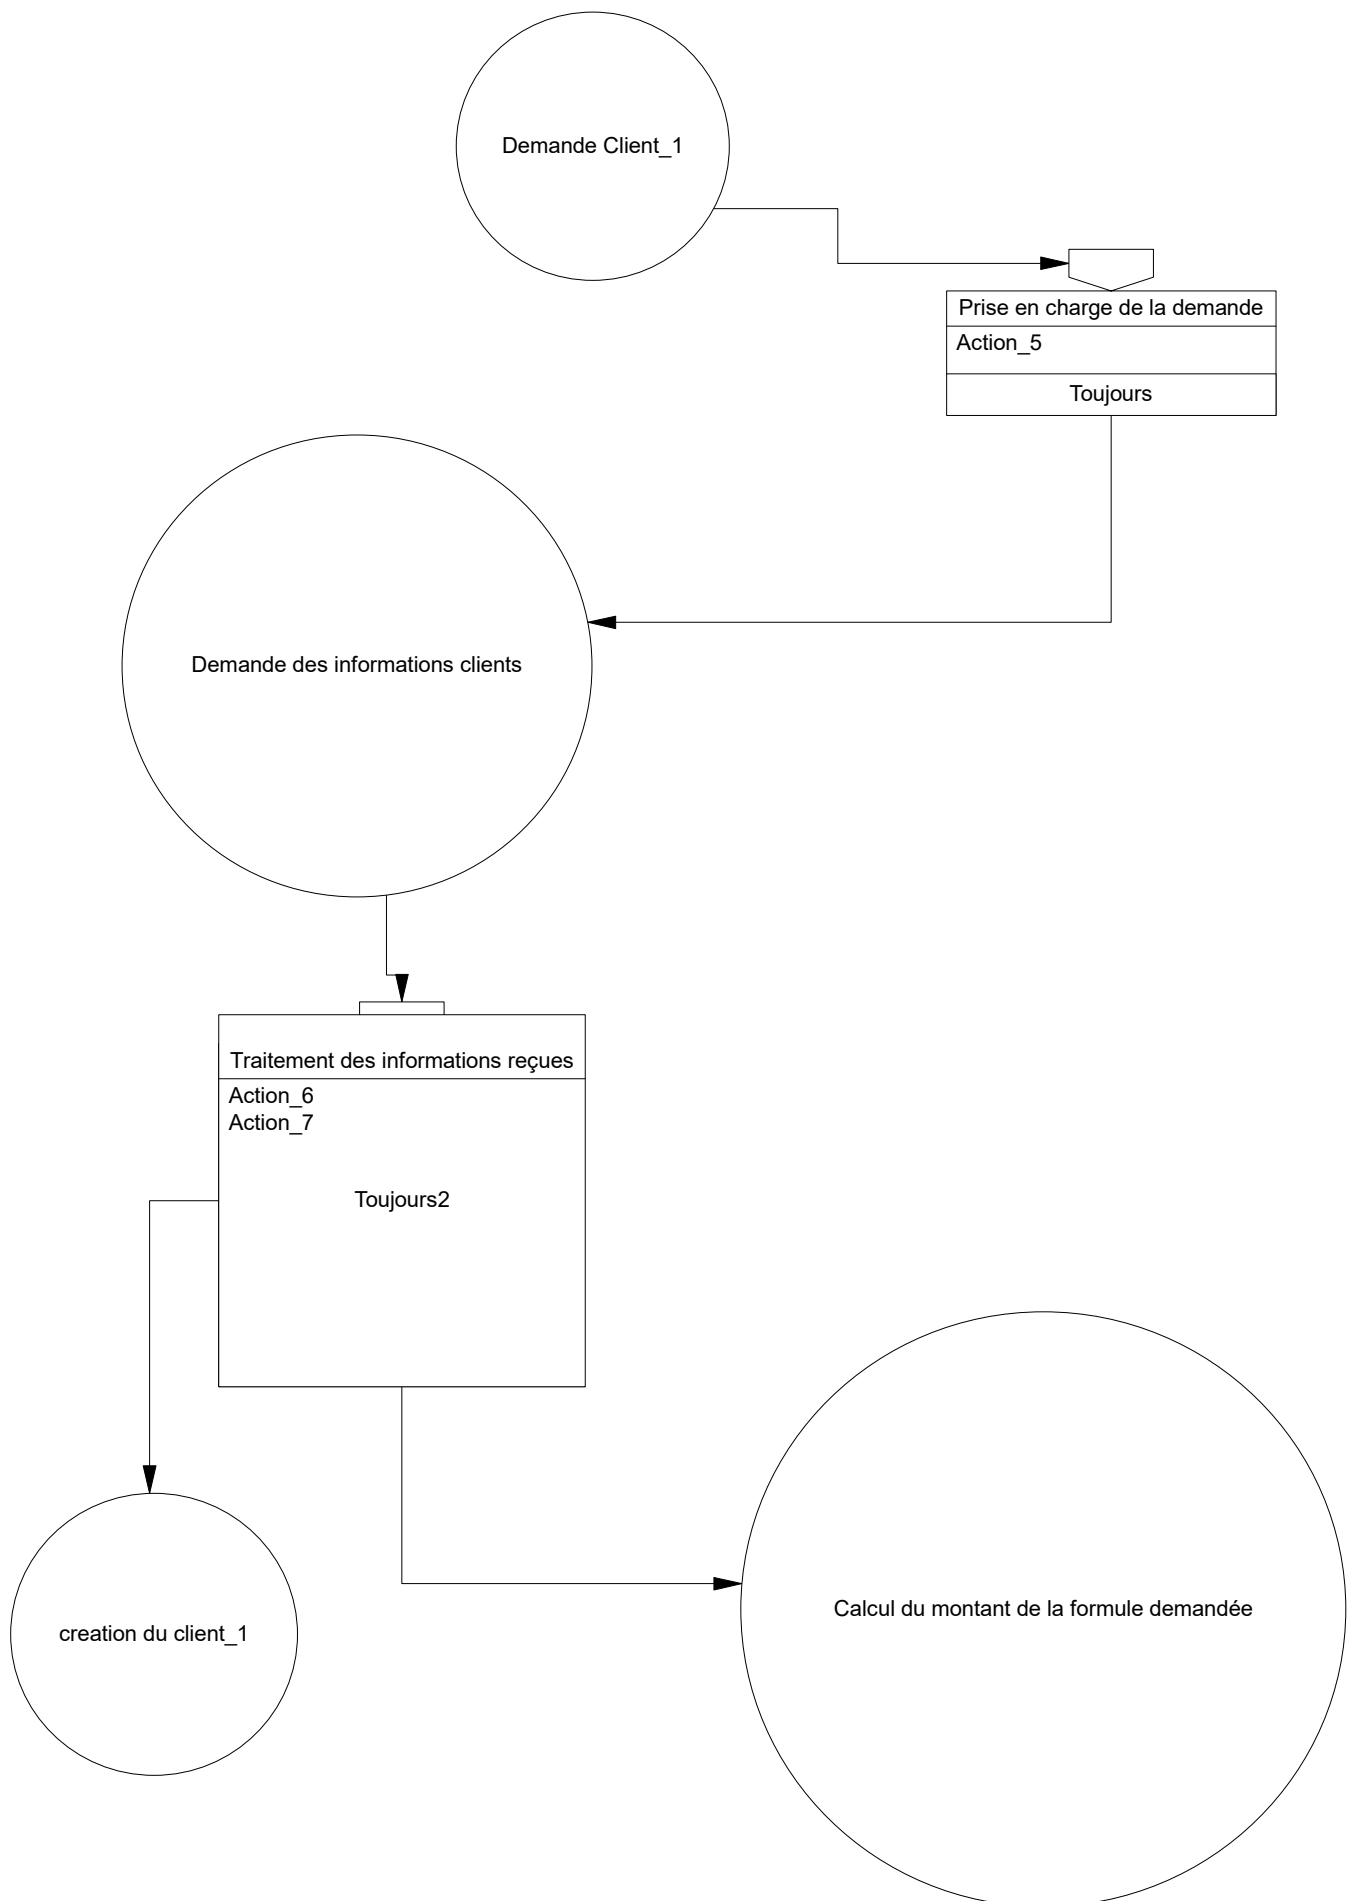 Demande Client_1
Prise en charge de la demande
Action_5
Toujours
Demande des informations clients
Traitement des informations reçues
Action_6
Action_7
Toujours2
creation du client_1
Calcul du montant de la formule demandée